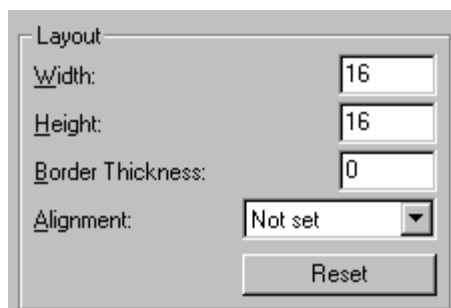 Layout
Width: 16
Height: 16
Border Thickness: 0
Alignment: Not set
Reset